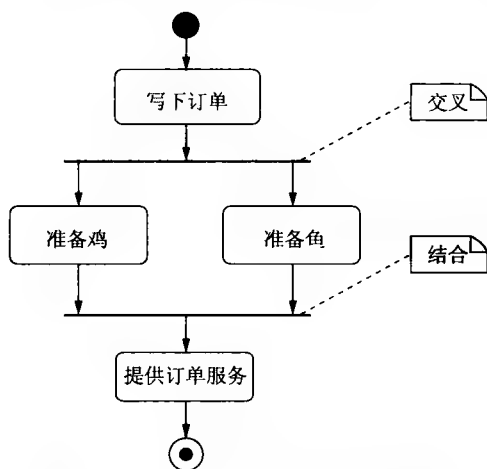 写下订单
交叉
准备鸡
准备鱼
结合
提供订单服务